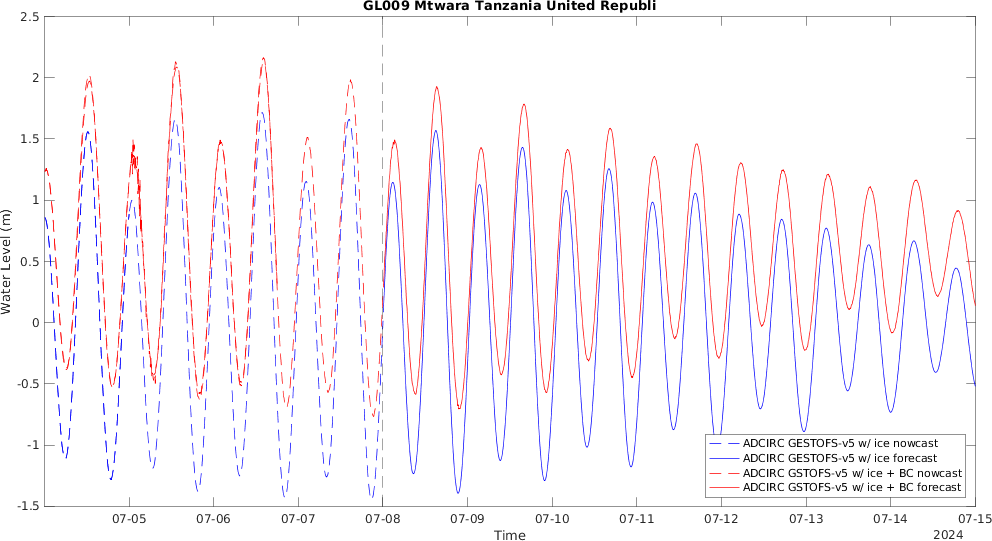 GL009 Mtwara Tanzania United Republi
2.5
2
1.5
1
0.5
0
-0.5
-1
-1.5
Water Level (m)
ADCIRC GESTOFS-v5 w/ ice nowcast
ADCIRC GESTOFS-v5 w/ ice forecast
ADCIRC GSTOFS-v5 w/ ice + BC nowcast
ADCIRC GSTOFS-v5 w/ ice + BC forecast
07-05 07-06 07-07 07-08 07-09 07-10 07-11 07-12 07-13 07-14 07-15
Time
2024